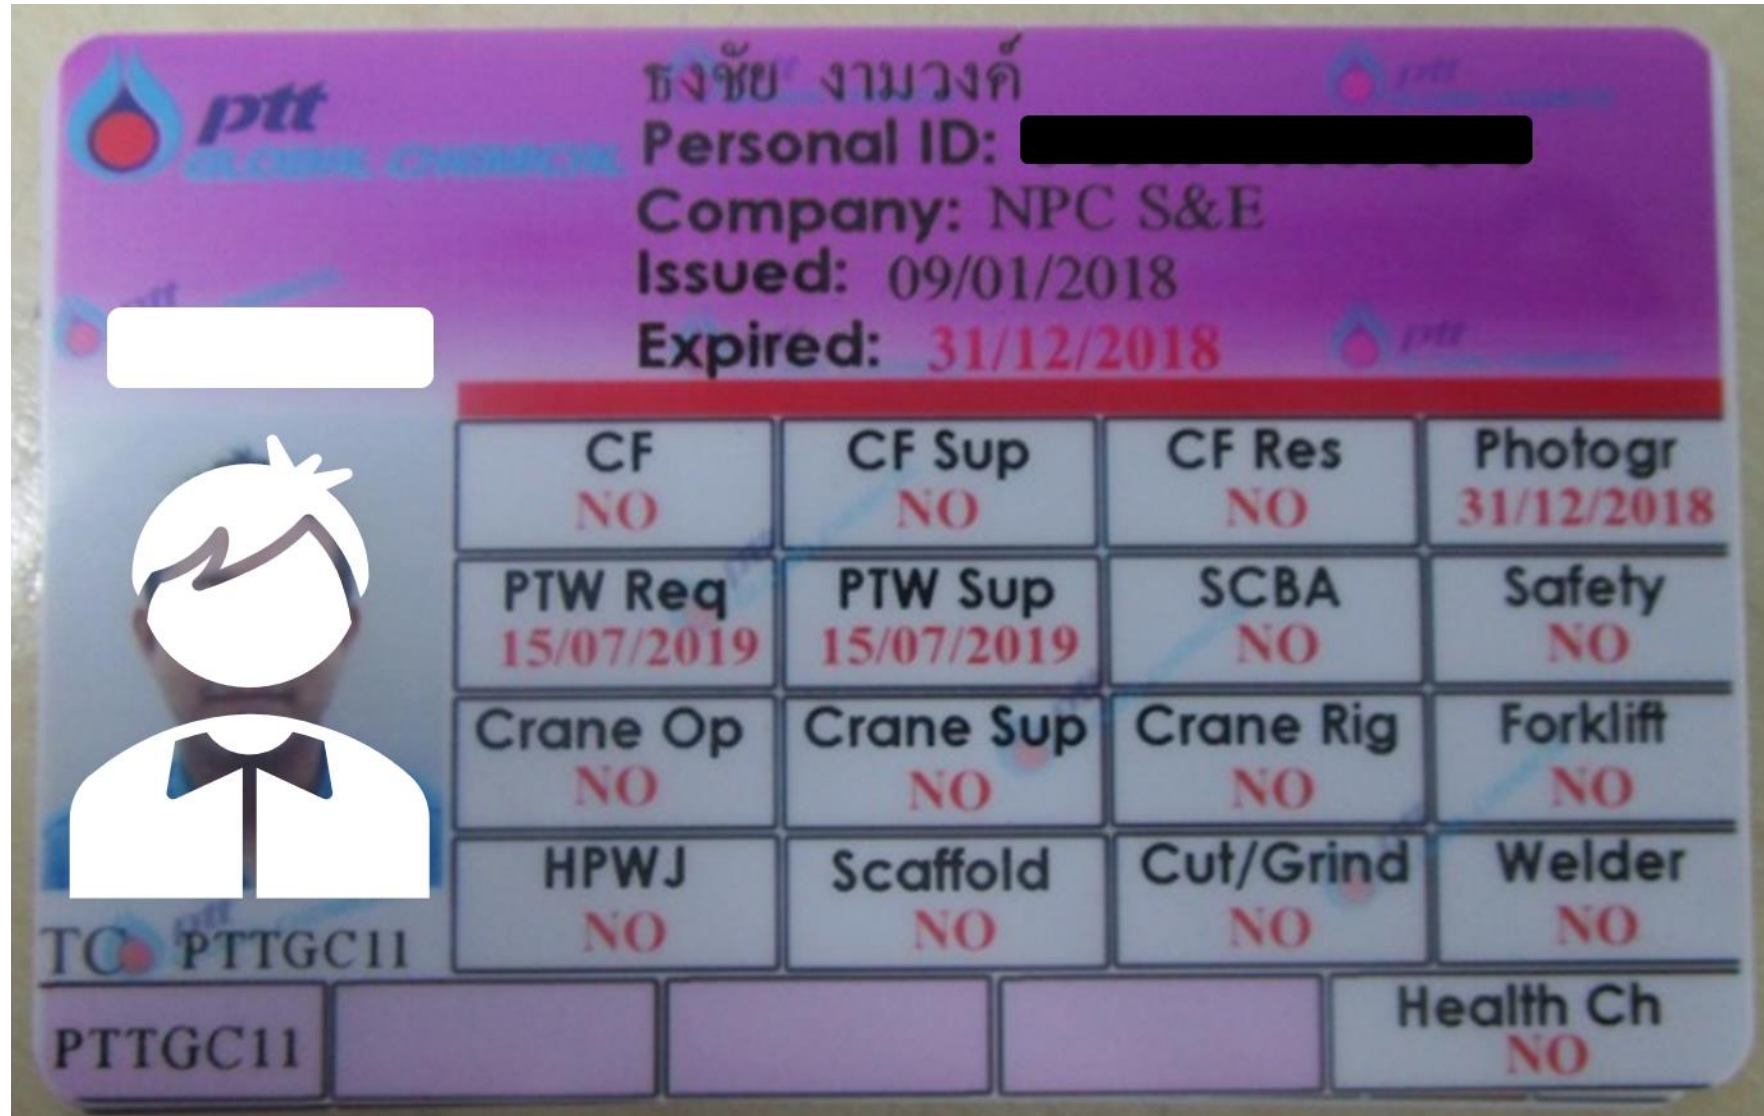 ptt
GLOBAL CHEMICAL
ธงชัย งามวงค์
Personal ID:
Company: NPC S&E
Issued: 09/01/2018
Expired: 31/12/2018
CF CF Sup CF Res Photogr
NO NO NO 31/12/2018
PTW Req PTW Sup SCBA Safety
15/07/2019 15/07/2019 NO NO
Crane Op Crane Sup Crane Rig Forklift
NO NO NO NO
HPWJ Scaffold Cut/Grind Welder
NO NO NO NO
TC PTTGC11
PTTGC11 Health Ch
NO